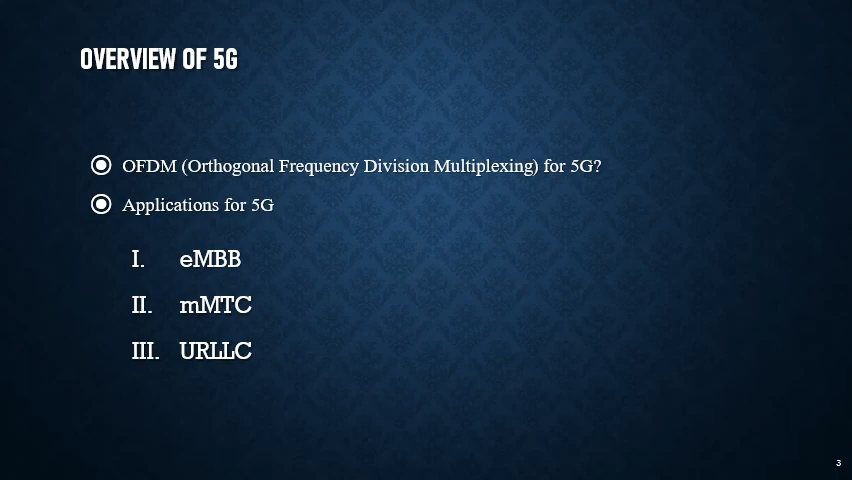 OVERVIEW OF 5G
OFDM (Orthogonal Frequency Division Multiplexing) for 5G?
Applications for 5G
I. eMBB
II. mMTC
III. URLLC
3